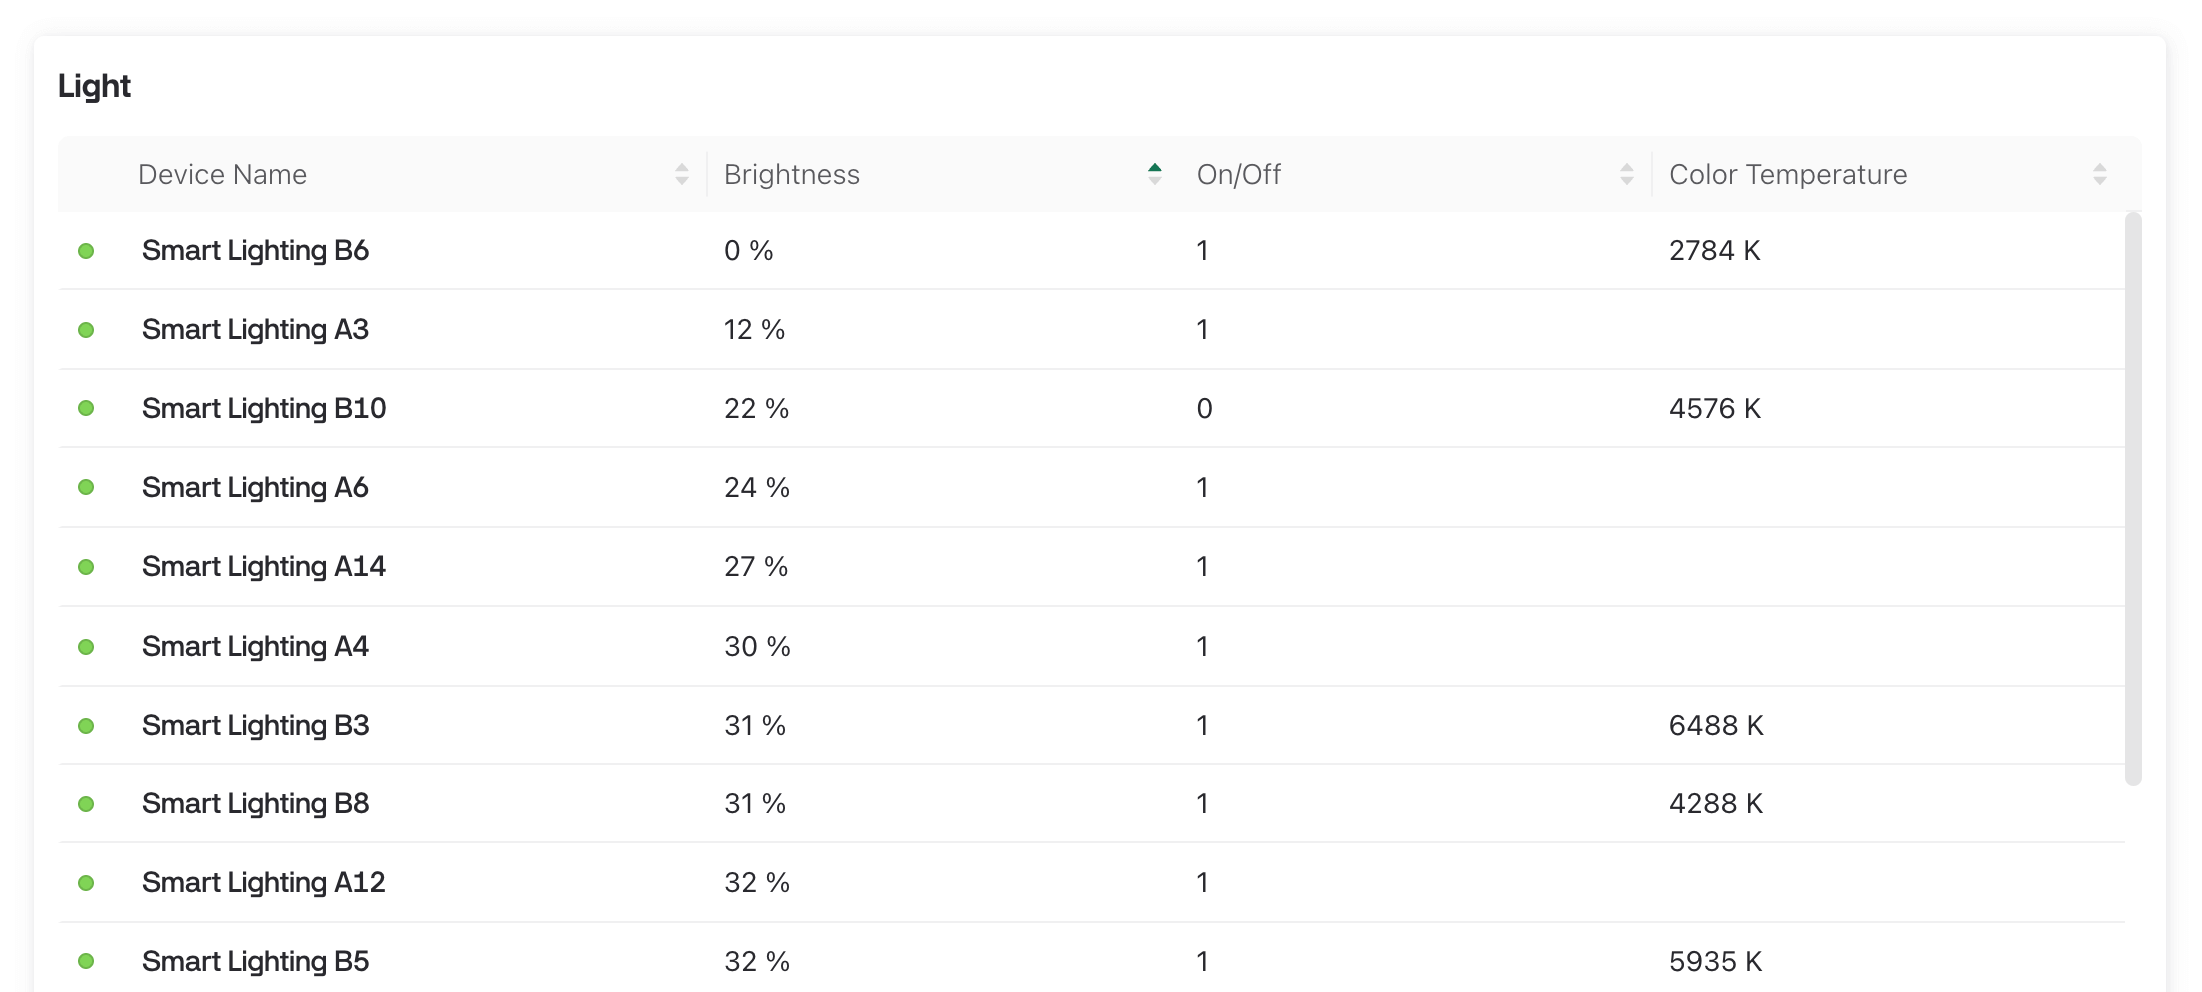 Light
Device Name Brightness On/Off Color Temperature
Smart Lighting B6 0 % 1 2784 K
Smart Lighting A3 12 % 1
Smart Lighting B10 22 % 0 4576 K
Smart Lighting A6 24 % 1
Smart Lighting A14 27 % 1
Smart Lighting A4 30 % 1
Smart Lighting B3 31 % 1 6488 K
Smart Lighting B8 31 % 1 4288 K
Smart Lighting A12 32 % 1
Smart Lighting B5 32 % 1 5935 K